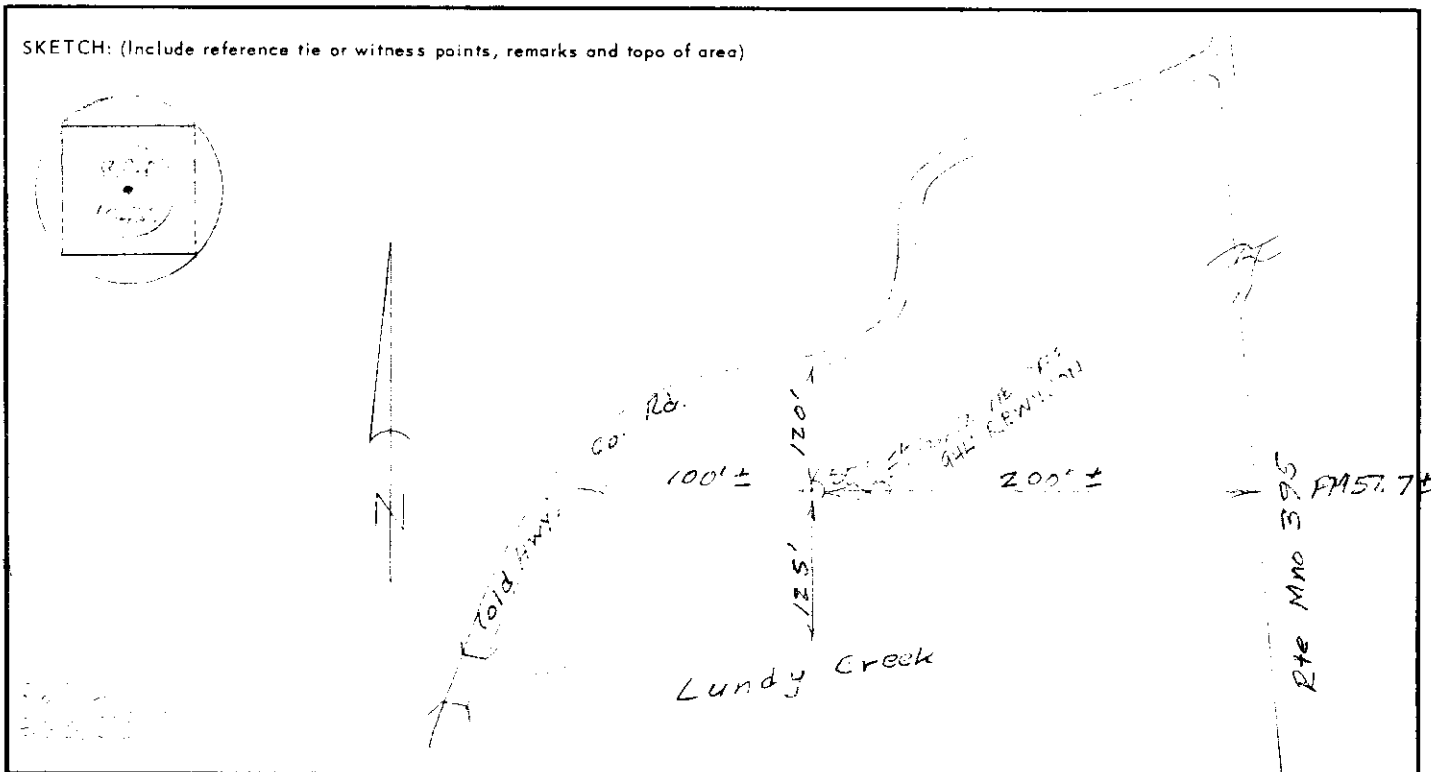 SKETCH: (Include reference tie or witness points, remarks and topo of area)
Co. Rd.
120'
100' ±
200' ±
PM57.7±
Rte Mno 395
N
Old Hwy.
125'
Lundy Creek